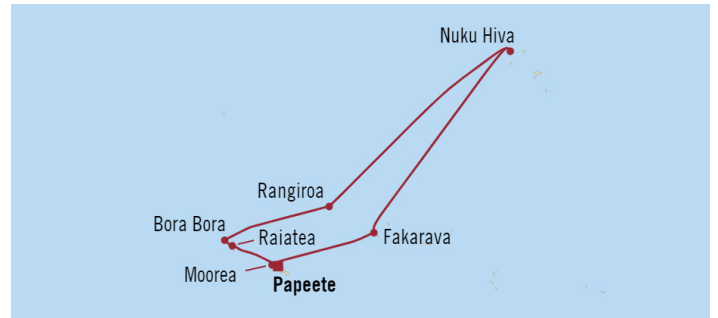 Nuku Hiva
Rangiroa
Bora Bora
Raiatea
Fakarava
Moorea
Papeete